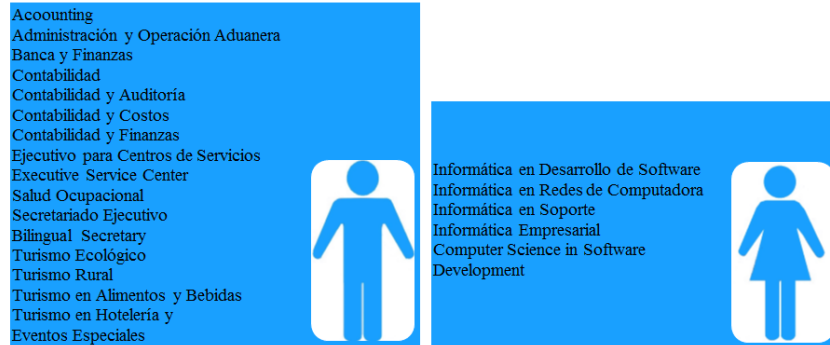 Acoounting
Administración y Operación Aduanera
Banca y Finanzas
Contabilidad
Contabilidad y Auditoría
Contabilidad y Costos
Contabilidad y Finanzas
Ejecutivo para Centros de Servicios
Executive Service Center
Salud Ocupacional
Secretariado Ejecutivo
Bilingual Secretary
Turismo Ecológico
Turismo Rural
Turismo en Alimentos y Bebidas
Turismo en Hotelería y
Eventos Especiales
Informática en Desarrollo de Software
Informática en Redes de Computadora
Informática en Soporte
Informática Empresarial
Computer Science in Software
Development